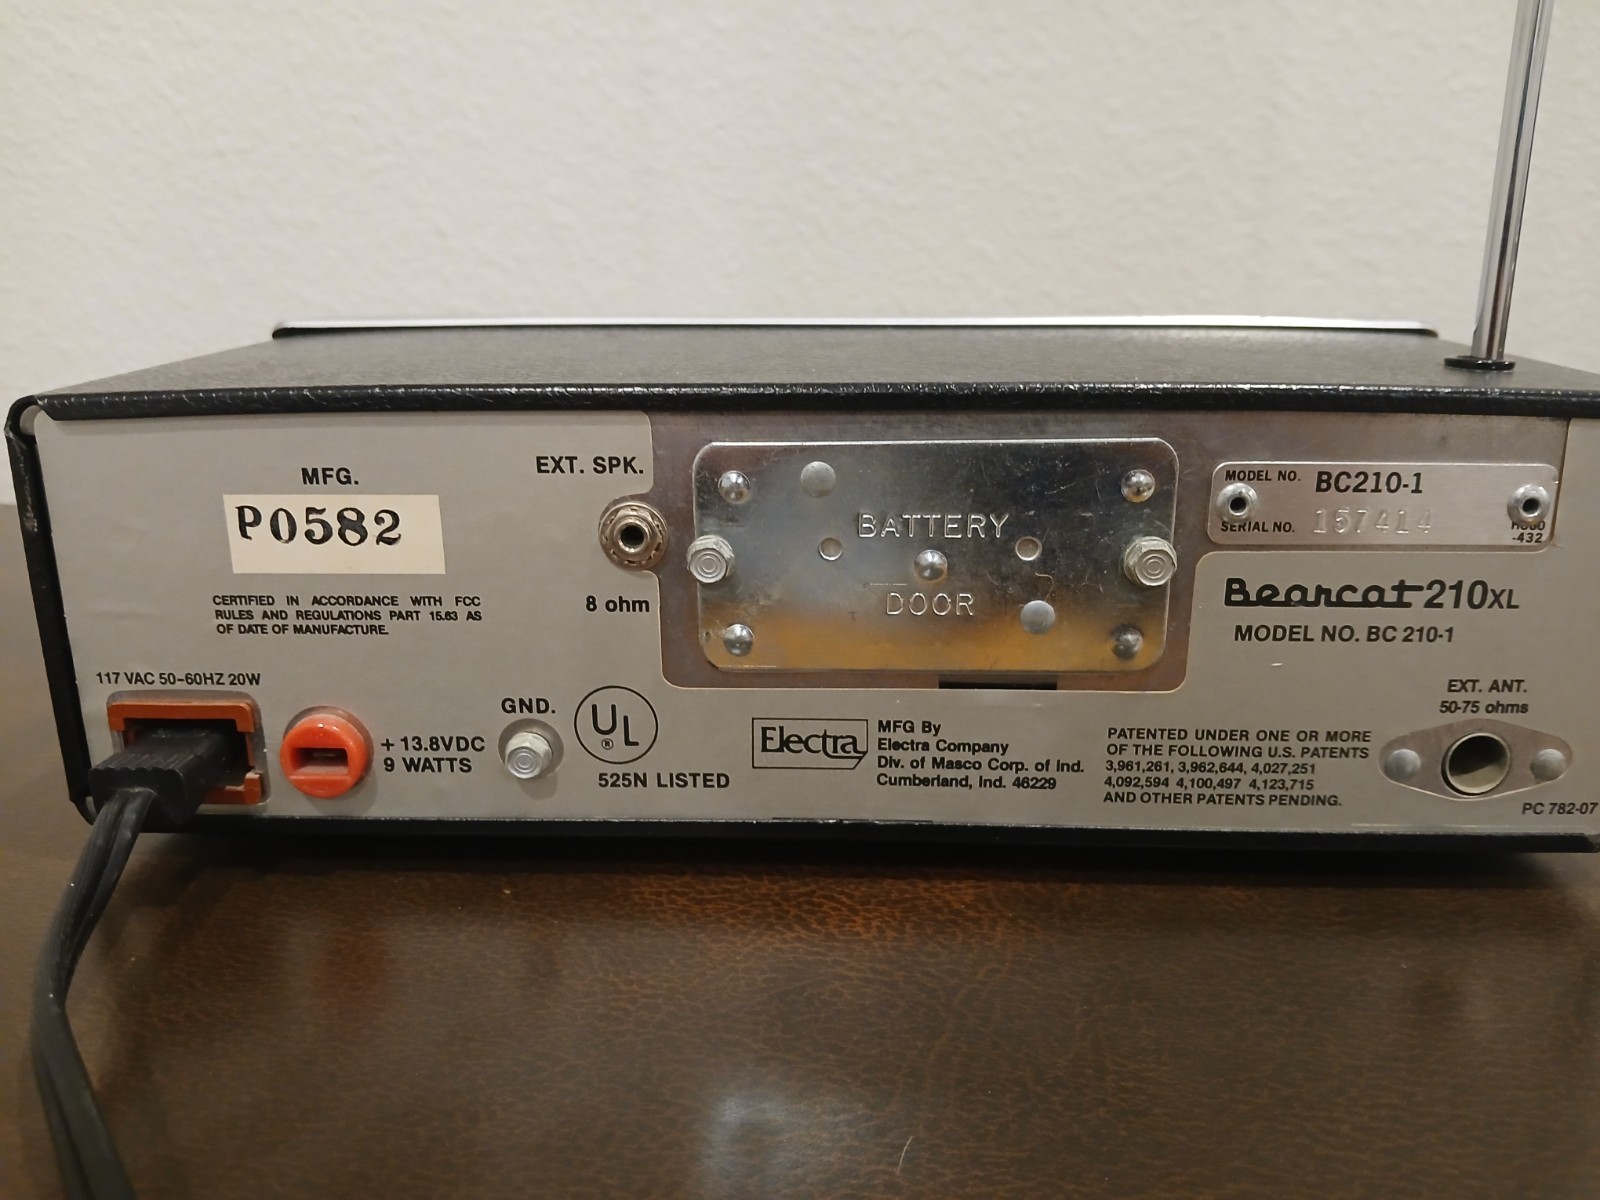 MFG.
P0582
CERTIFIED IN ACCORDANCE WITH FCC
RULES AND REGULATIONS PART 15.63 AS
OF DATE OF MANUFACTURE.
117 VAC 50-60HZ 20W
+ 13.8VDC
9 WATTS
EXT. SPK.
8 ohm
GND.
UL
®
525N LISTED
BATTERY
DOOR
Electra
MFG By
Electra Company
Div. of Masco Corp. of Ind.
Cumberland, Ind. 46229
MODEL NO. BC210-1
SERIAL NO. 157414
-432
Bearcat 210XL
MODEL NO. BC 210-1
EXT. ANT.
50-75 ohms
PATENTED UNDER ONE OR MORE
OF THE FOLLOWING U.S. PATENTS
3,961,261, 3,962,644, 4,027,251
4,092,594 4,100,497 4,123,715
AND OTHER PATENTS PENDING.
PC 782-07